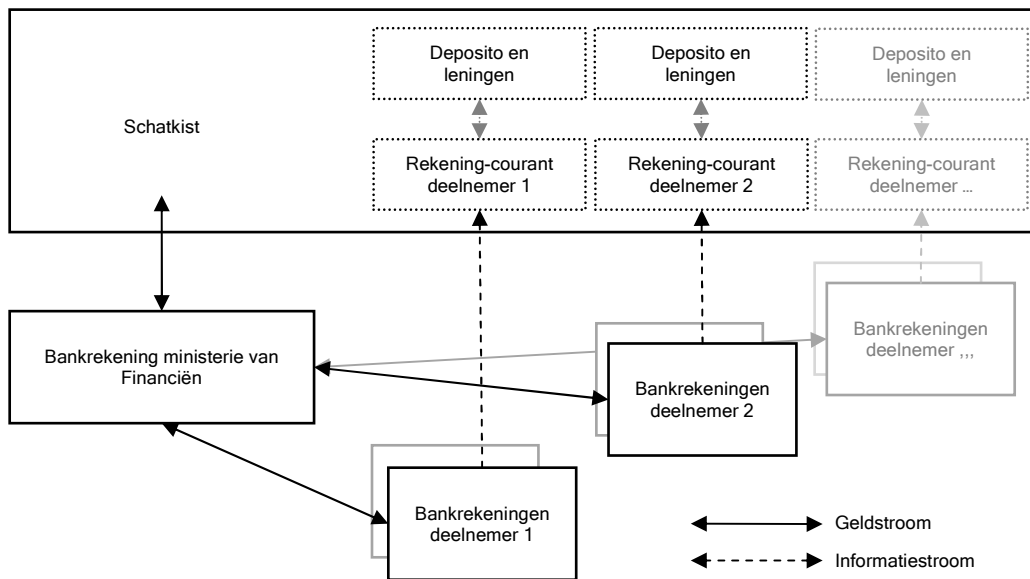 Deposito en
leningen
Deposito en
leningen
Deposito en
leningen
Schatkist
Rekening-courant
deelnemer 1
Rekening-courant
deelnemer 2
Rekening-courant
deelnemer ...
Bankrekening ministerie van
Financiën
Bankrekeningen
deelnemer ,,,
Bankrekeningen
deelnemer 2
Bankrekeningen
deelnemer 1
Geldstroom
Informatiestroom